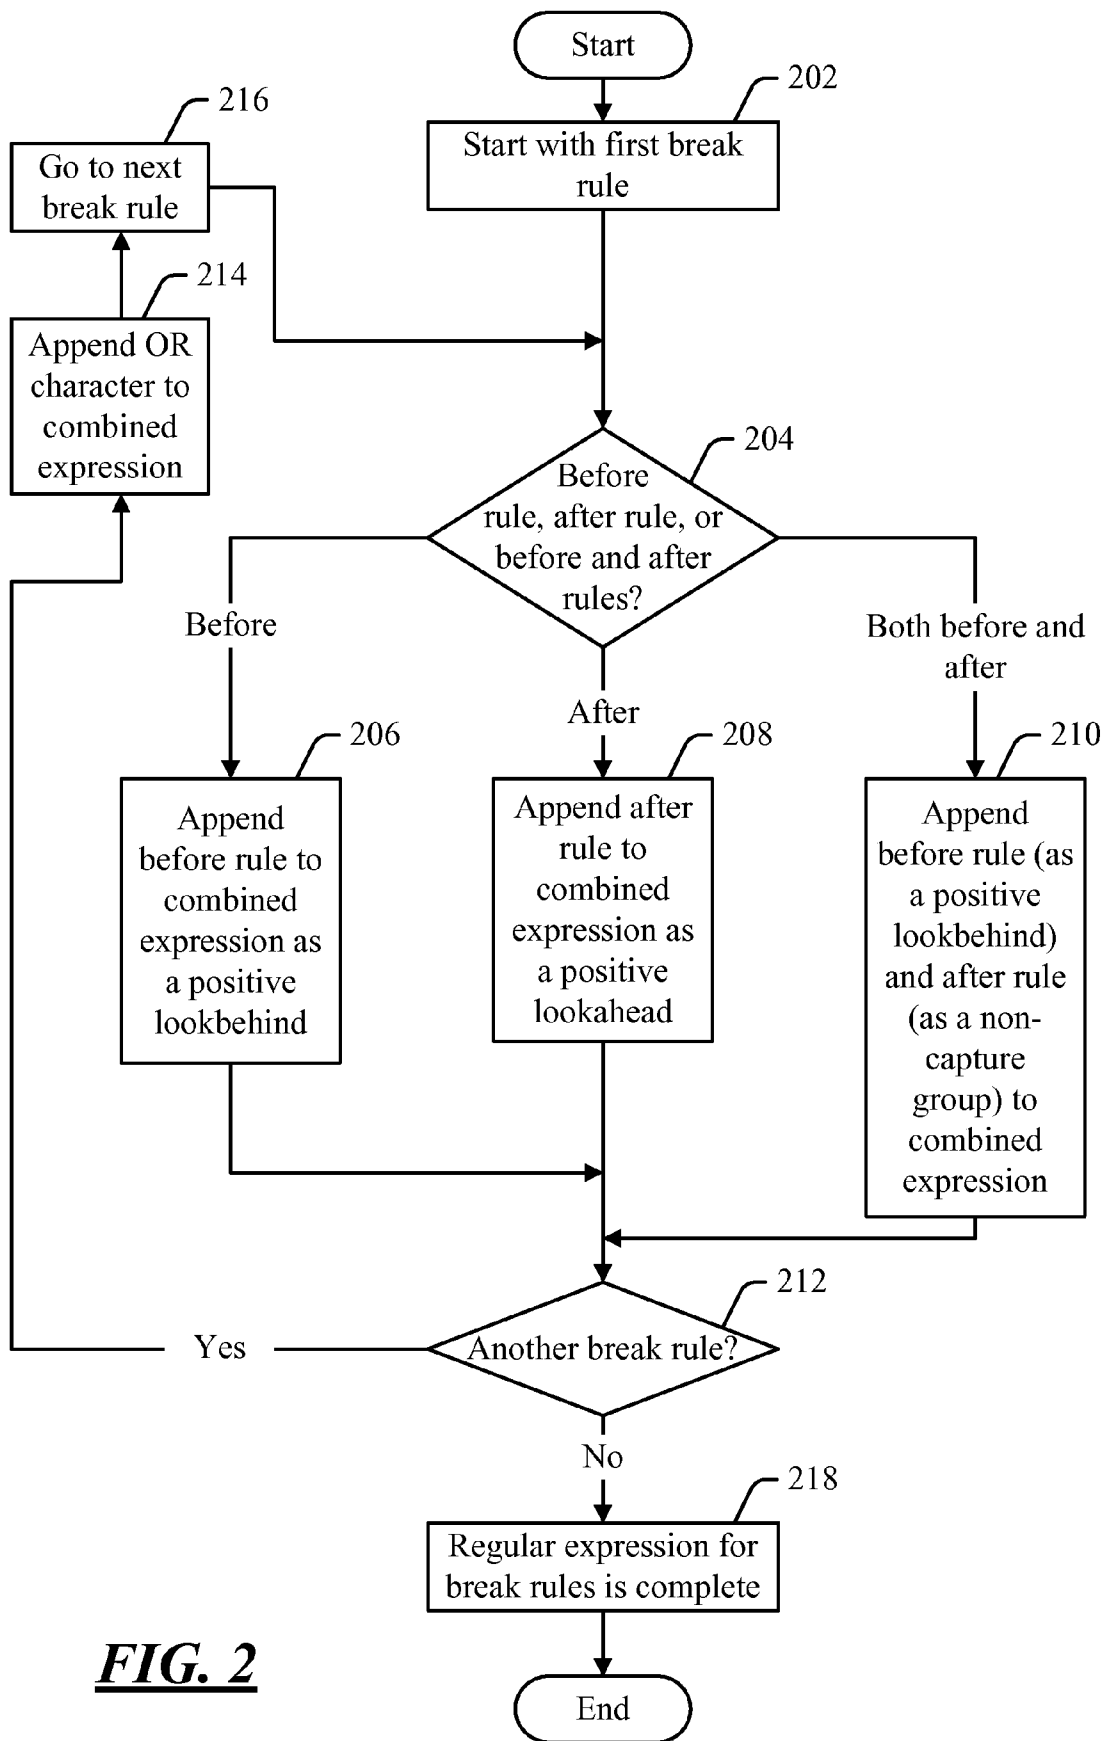 Start
202
Start with first break
rule
216
Go to next
break rule
214
Append OR
character to
combined
expression
204
Before
rule, after rule, or
before and after
rules?
Before
After
Both before and
after
206
Append
before rule to
combined
expression as
a positive
lookbehind
208
Append after
rule to
combined
expression as
a positive
lookahead
210
Append
before rule (as
a positive
lookbehind)
and after rule
(as a non-
capture
group) to
combined
expression
212
Another break rule?
Yes
No
218
Regular expression for
break rules is complete
End
FIG. 2